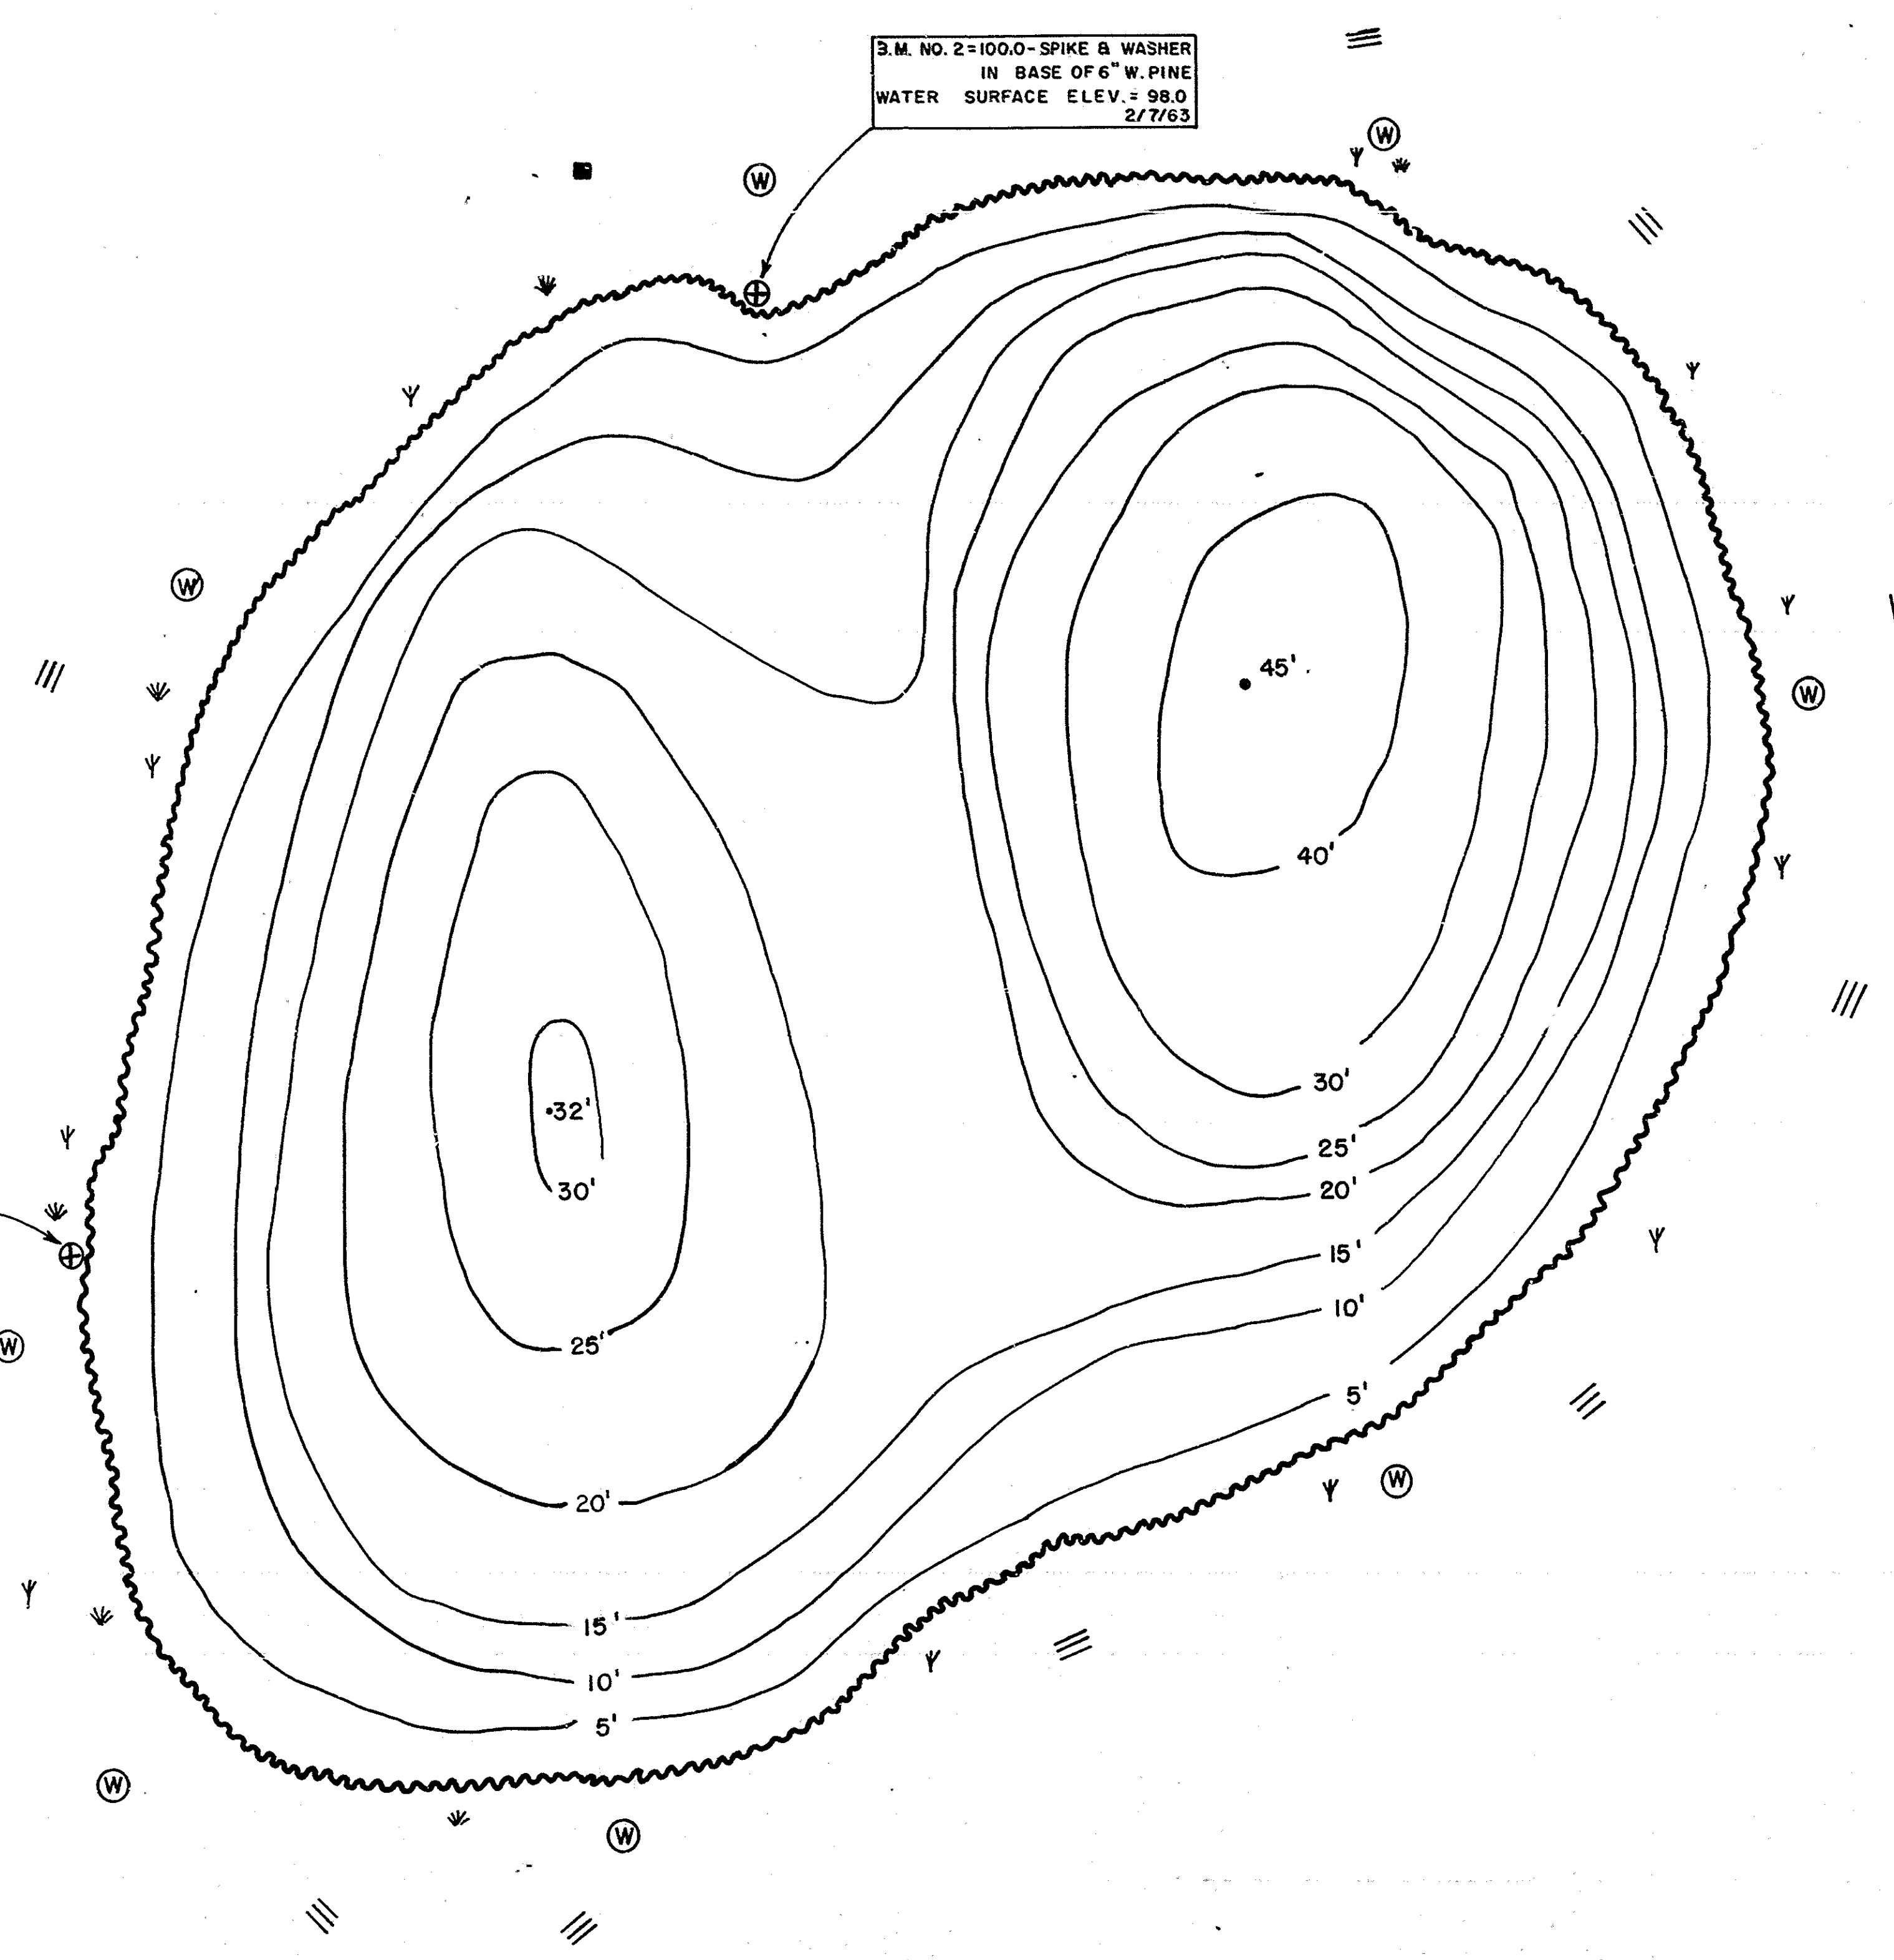 B.M. NO. 2=100.0-SPIKE & WASHER
IN BASE OF 6" W. PINE
WATER SURFACE ELEV.= 98.0
2/7/63
W
W
W
45'
W
40'
30'
32'
25'
30'
20'
15'
10'
W
25'
5'
W
20'
15'
10'
5'
W
W